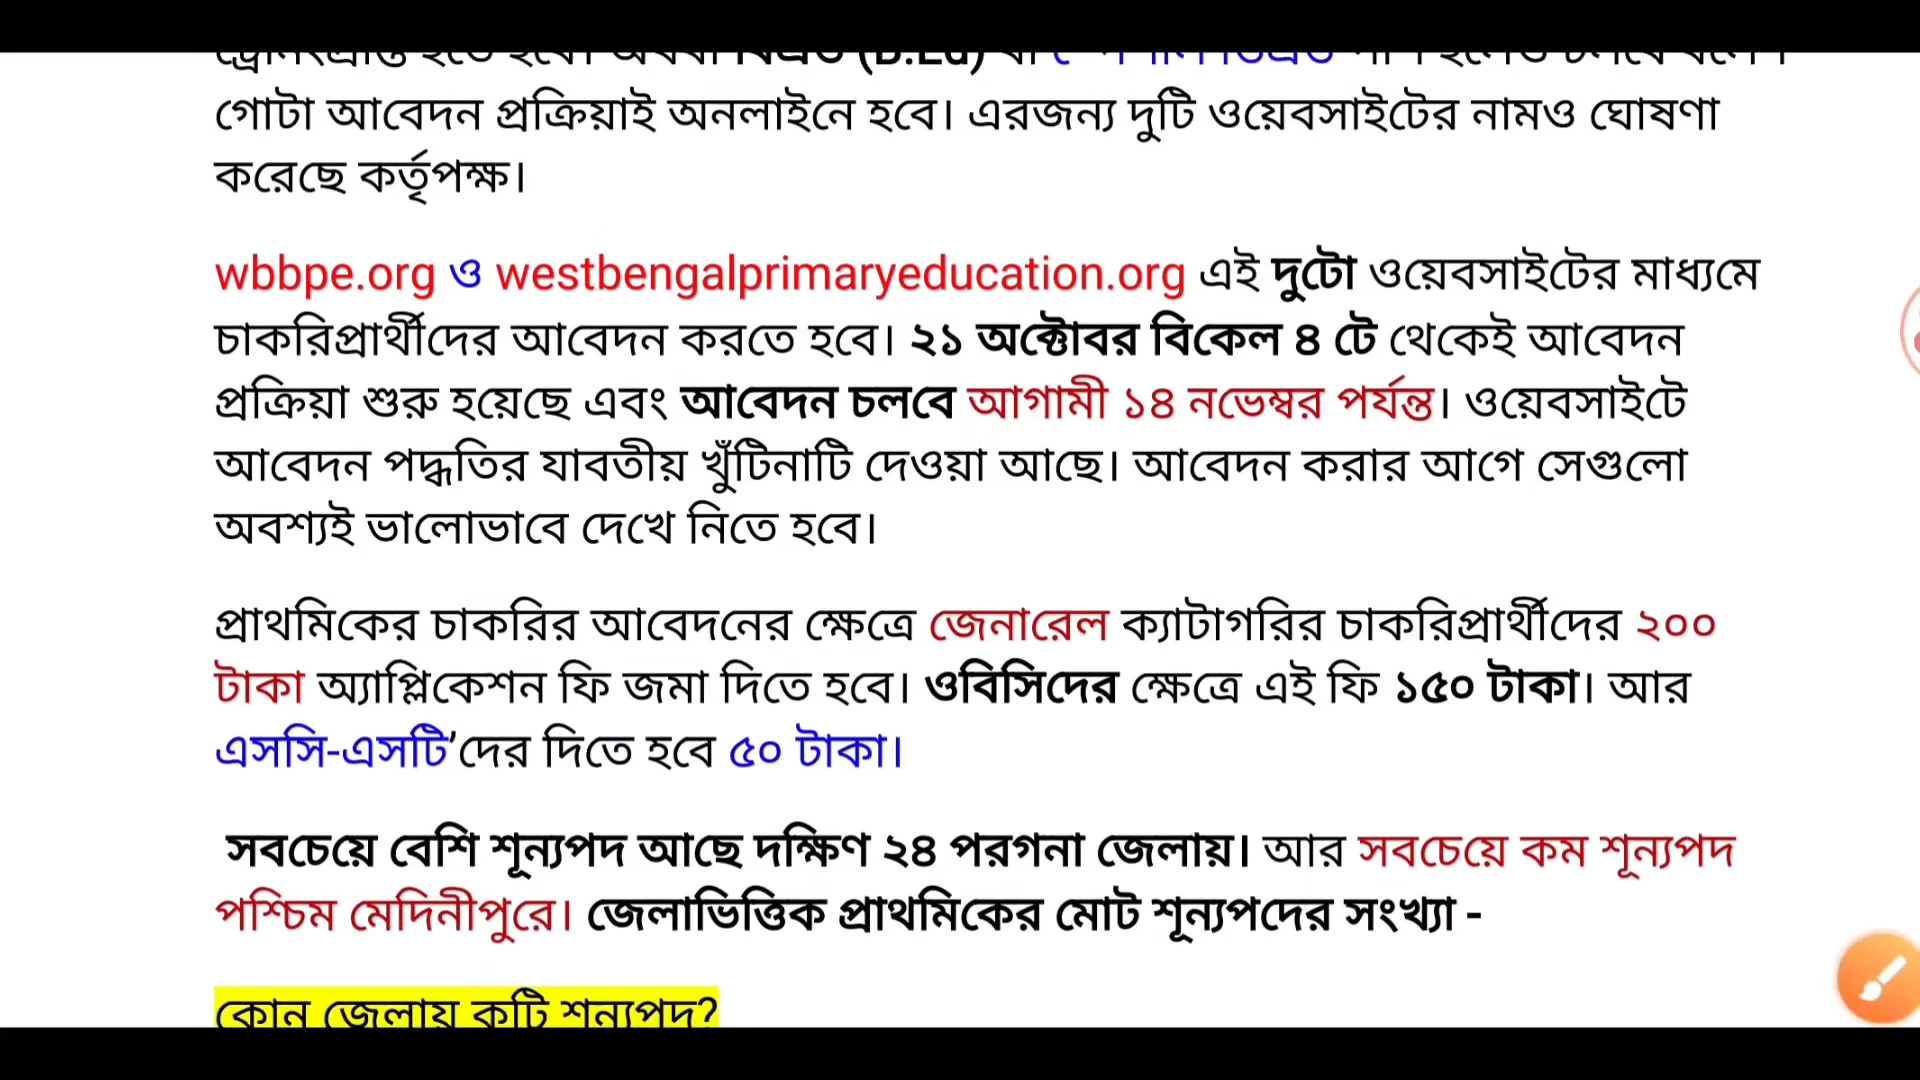 হতে হবে। অথবা বিএড (B.Ed) বা
গোটা আবেদন প্রক্রিয়াই অনলাইনে হবে। এরজন্য দুটি ওয়েবসাইটের নামও ঘোষণা
করেছে কর্তৃপক্ষ।
wbbpe.org ও westbengalprimaryeducation.org এই দুটো ওয়েবসাইটের মাধ্যমে
চাকরিপ্রার্থীদের আবেদন করতে হবে। ২১ অক্টোবর বিকেল ৪ টে থেকেই আবেদন
প্রক্রিয়া শুরু হয়েছে এবং আবেদন চলবে আগামী ১৪ নভেম্বর পর্যন্ত। ওয়েবসাইটে
আবেদন পদ্ধতির যাবতীয় খুঁটিনাটি দেওয়া আছে। আবেদন করার আগে সেগুলো
অবশ্যই ভালোভাবে দেখে নিতে হবে।
প্রাথমিকের চাকরির আবেদনের ক্ষেত্রে জেনারেল ক্যাটাগরির চাকরিপ্রার্থীদের ২০০
টাকা অ্যাপ্লিকেশন ফি জমা দিতে হবে। ওবিসিদের ক্ষেত্রে এই ফি ১৫০ টাকা। আর
এসসি-এসটি’দের দিতে হবে ৫০ টাকা।
সবচেয়ে বেশি শূন্যপদ আছে দক্ষিণ ২৪ পরগনা জেলায়। আর সবচেয়ে কম শূন্যপদ
পশ্চিম মেদিনীপুরে। জেলাভিত্তিক প্রাথমিকের মোট শূন্যপদের সংখ্যা -
কোন জেলায় কটি শূন্যপদ?